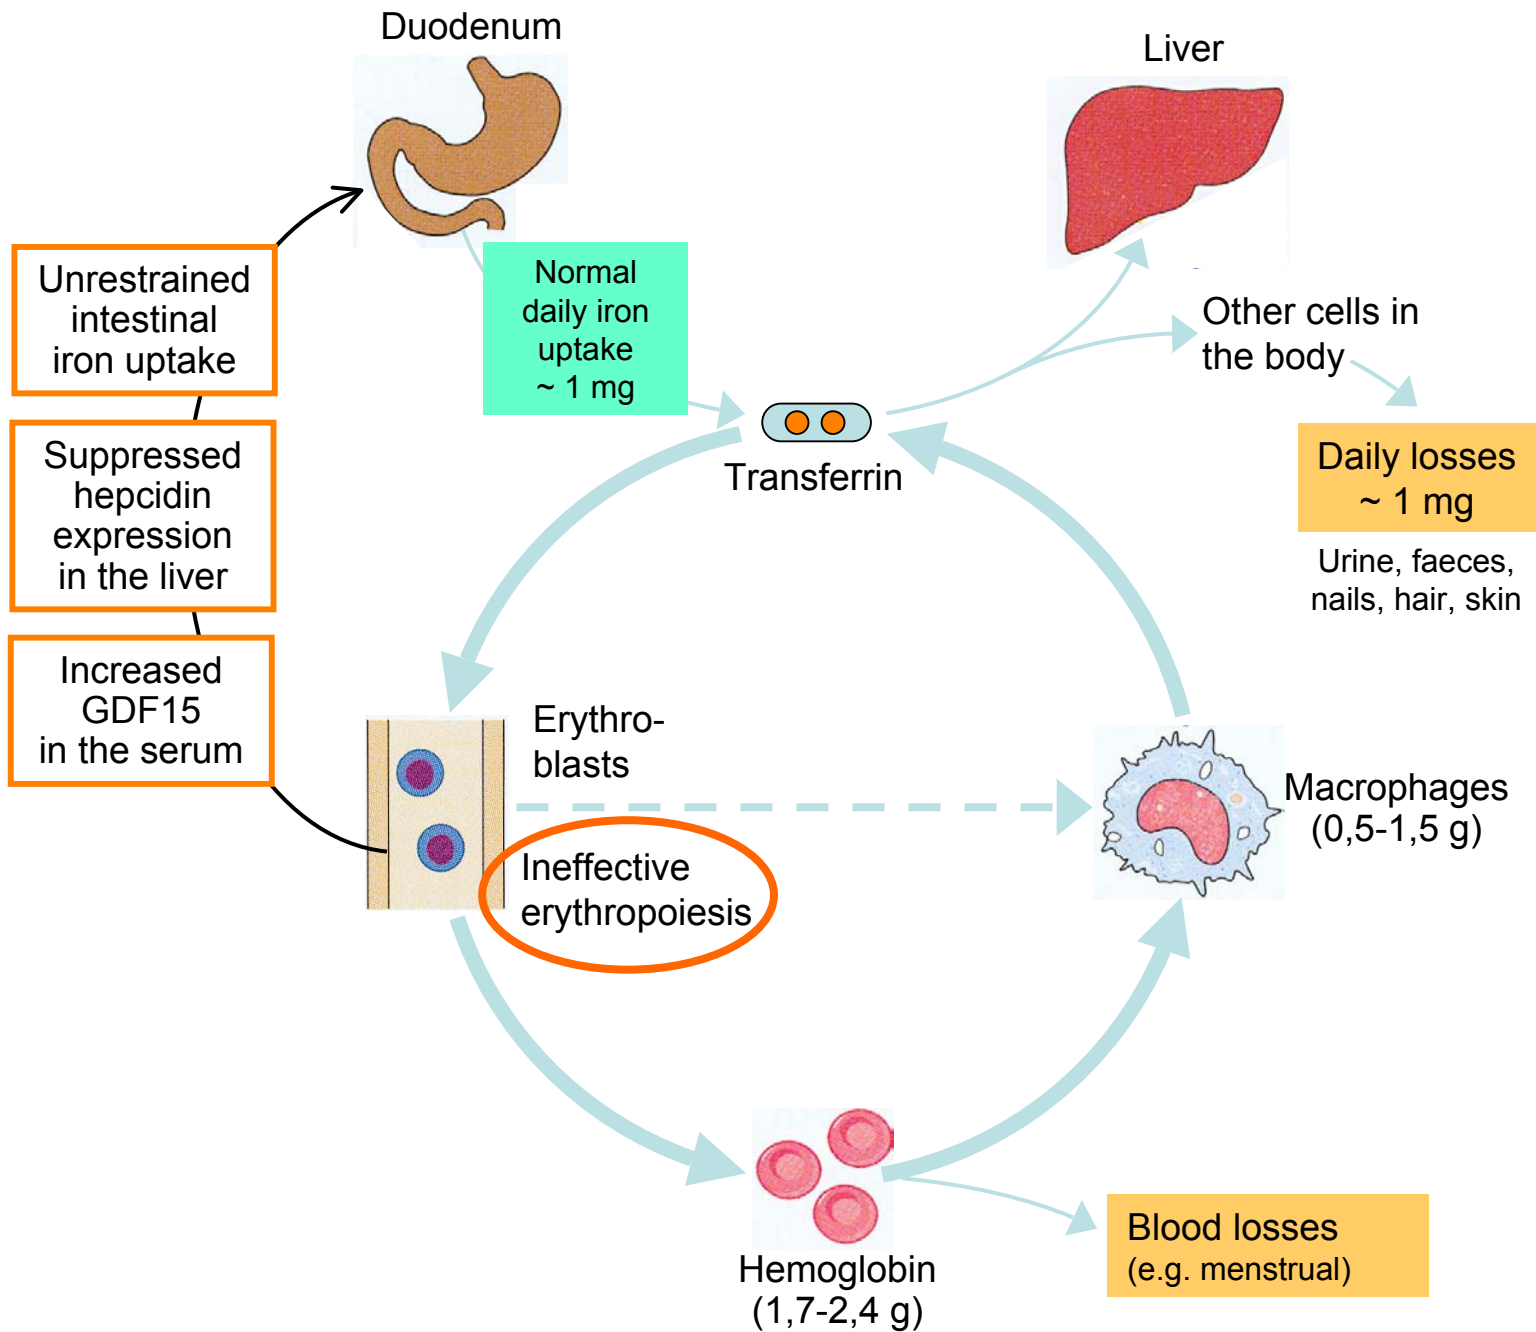 Duodenum
Liver
Unrestrained
intestinal
iron uptake
Normal
daily iron
uptake
~ 1 mg
Other cells in
the body
Suppressed
hepcidin
expression
in the liver
Transferrin
Daily losses
~ 1 mg
Urine, faeces,
nails, hair, skin
Increased
GDF15
in the serum
Erythro-
blasts
Macrophages
(0,5-1,5 g)
Ineffective
erythropoiesis
Hemoglobin
(1,7-2,4 g)
Blood losses
(e.g. menstrual)